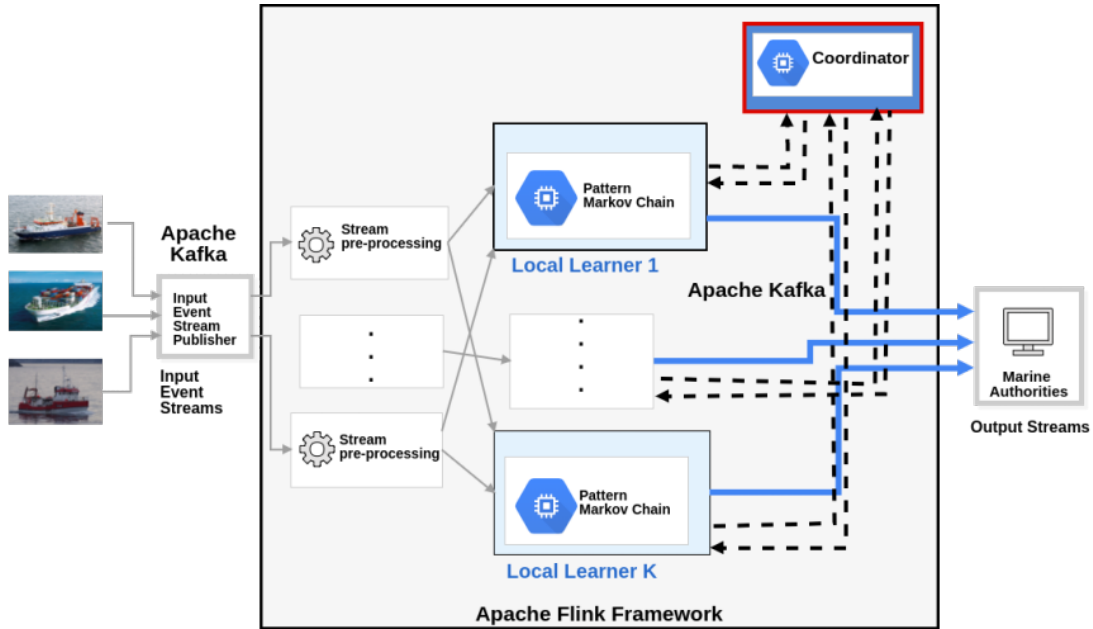 Coordinator
Pattern
Markov Chain
Local Learner 1
Stream
pre-processing
Apache
Kafka
Input
Event
Stream
Publisher
Input
Event
Streams
Stream
pre-processing
Apache Kafka
Marine
Authorities
Output Streams
Pattern
Markov Chain
Local Learner K
Apache Flink Framework